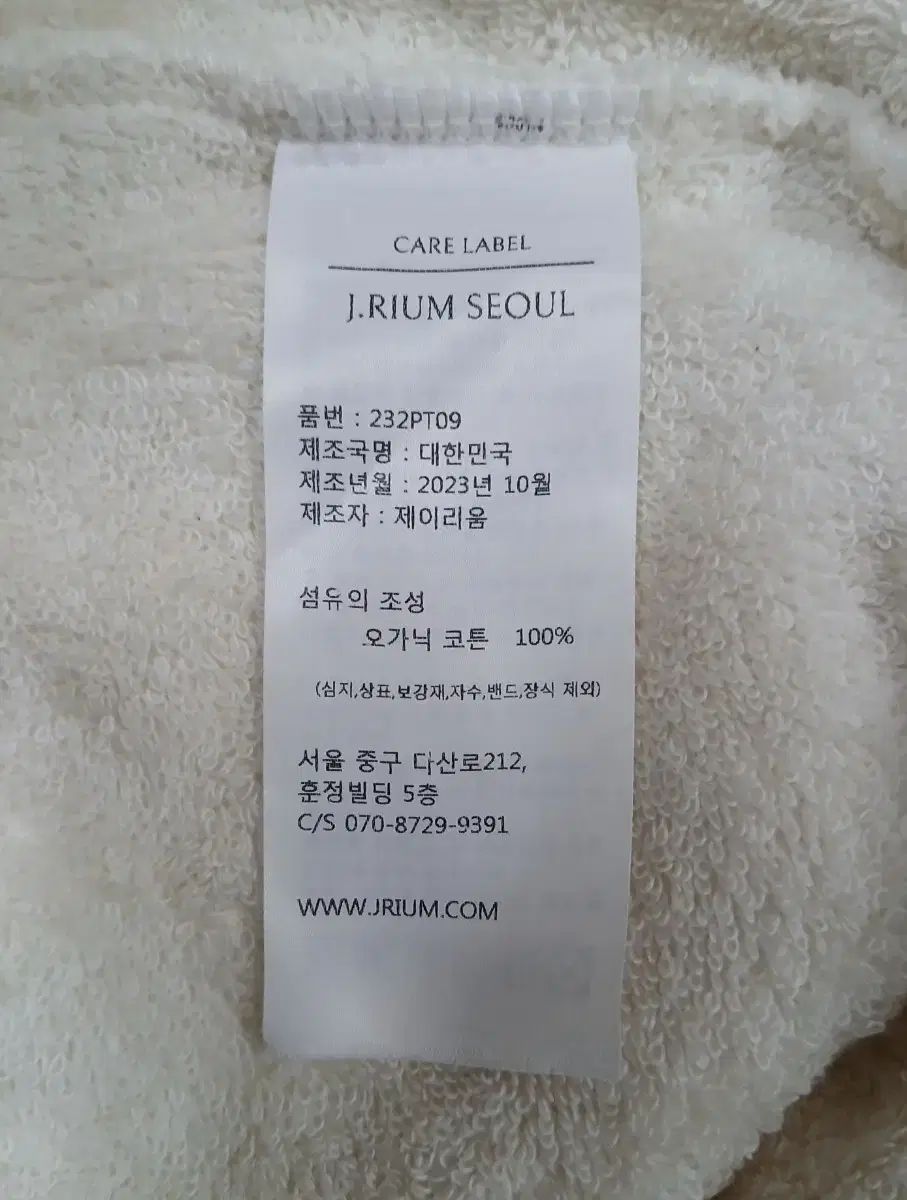 CARE LABEL
J.RIUM SEOUL
품번 : 232PT09
제조국명 : 대한민국
제조년월 : 2023년 10월
제조자 : 제이리움
섬유의 조성
오가닉 코튼 100%
(심지,상표,보강재,자수,밴드,장식 제외)
서울 중구 다산로212,
훈정빌딩 5층
C/S 070-8729-9391
WWW.JRIUM.COM